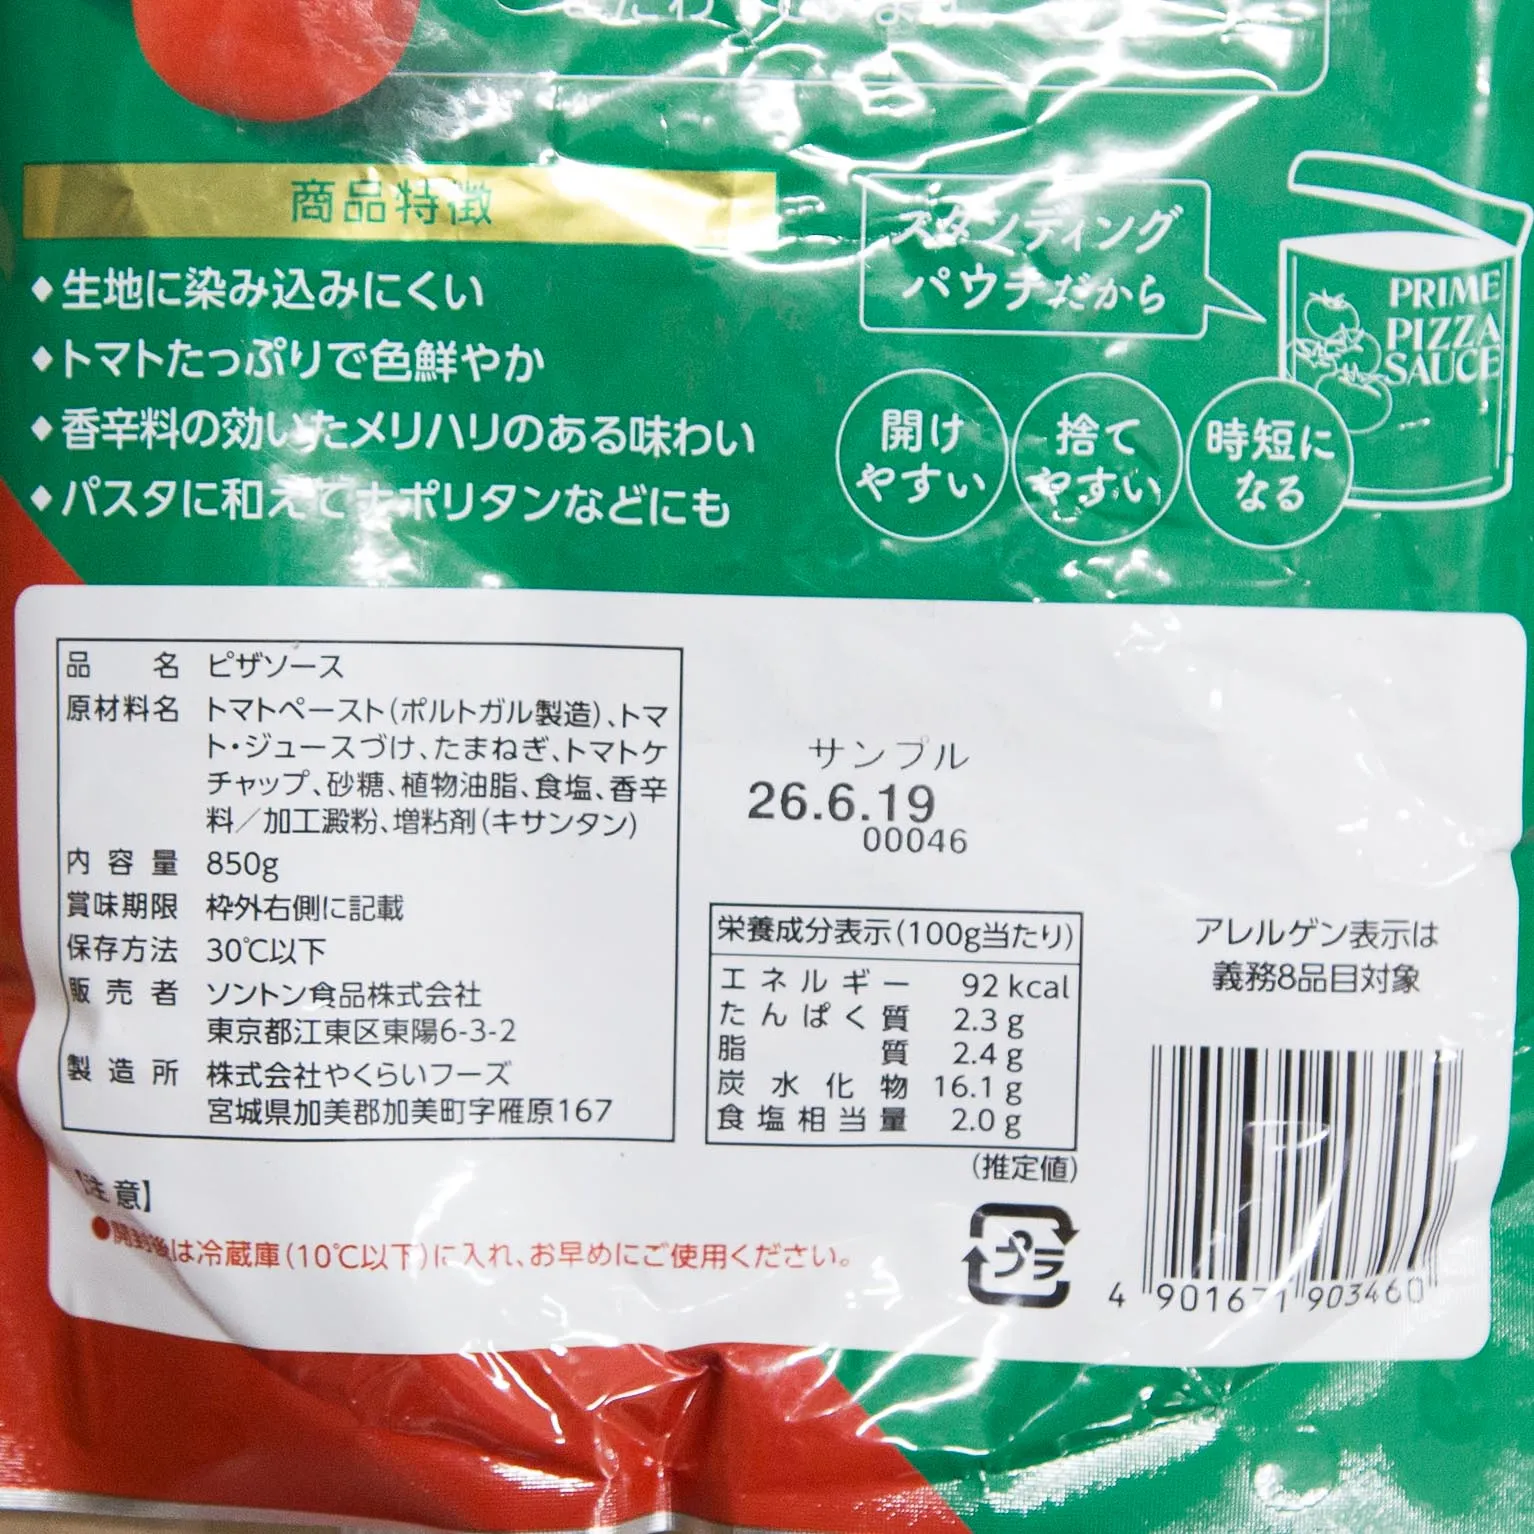 商品特徴
◆生地に染み込みにくい
◆トマトたっぷりで色鮮やか
◆香辛料の効いたメリハリのある味わい
◆パスタに和えてナポリタンなどにも
スタンディング
パウチだから
PRIME
PIZZA
SAUCE
開け
やすい
捨て
やすい
時短に
なる
品名 ピザソース
原材料名 トマトペースト(ポルトガル製造)、トマ
ト・ジュースづけ、たまねぎ、トマトケ
チャップ、砂糖、植物油脂、食塩、香辛
料/加工澱粉、増粘剤(キサンタン)
内容量 850g
賞味期限 枠外右側に記載
保存方法 30℃以下
販売者 ソントン食品株式会社
東京都江東区東陽6-3-2
製造所 株式会社やくらいフーズ
宮城県加美郡加美町字雁原167
サンプル
26.6.19
00046
栄養成分表示(100g当たり)
エネルギー 92 kcal
たんぱく質 2.3 g
脂質 2.4 g
炭水化物 16.1 g
食塩相当量 2.0 g
(推定値)
アレルゲン表示は
義務8品目対象
【注意】
●開封後は冷蔵庫(10℃以下)に入れ、お早めにご使用ください。
プラ
4 901671 903460